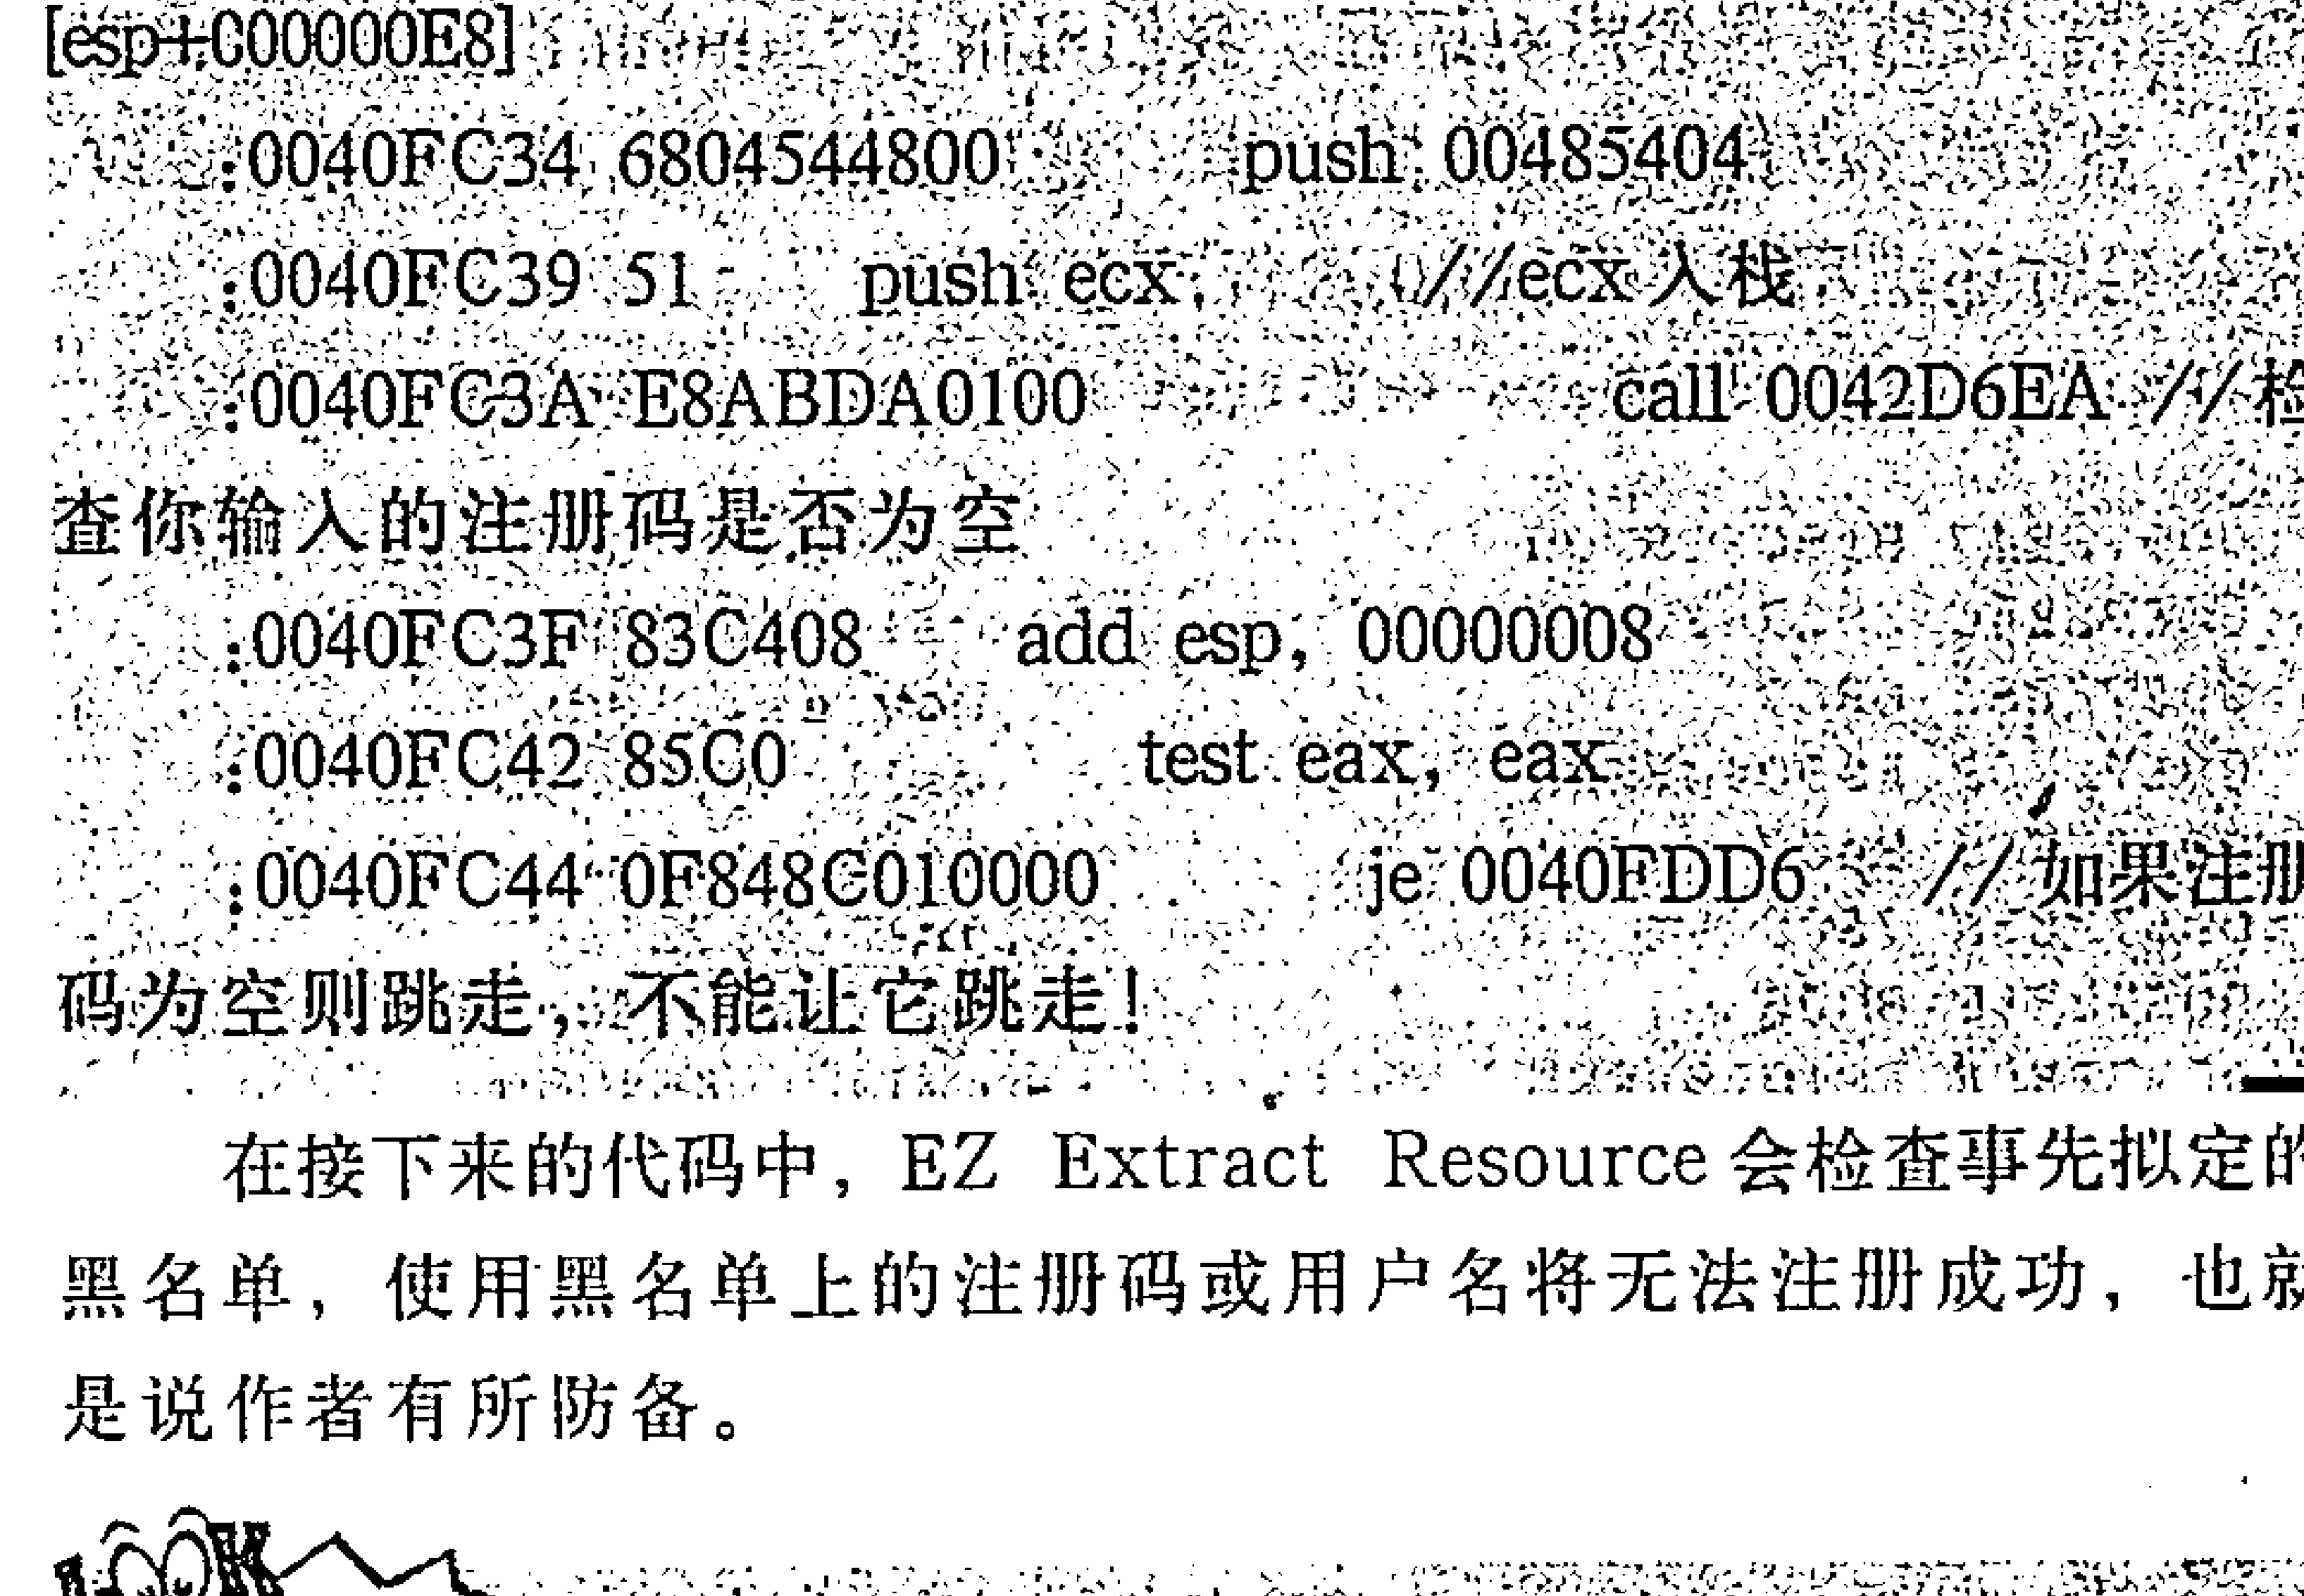 [esp+C00000E8]
:0040FC34 6804544800 push 00485404
:0040FC39 51 push ecx //ecx 入栈
:0040FC3A E8ABDA0100 call 0042D6EA //检
查你输入的注册码是否为空
:0040FC3F 83C408 add esp, 00000008
:0040FC42 85C0 test eax, eax
:0040FC44 0F848C010000 je 0040FDD6 //如果注册
码为空则跳走，不能让它跳走！
在接下来的代码中，EZ Extract Resource 会检查事先拟定的
黑名单，使用黑名单上的注册码或用户名将无法注册成功，也就
是说作者有所防备。
LOOK